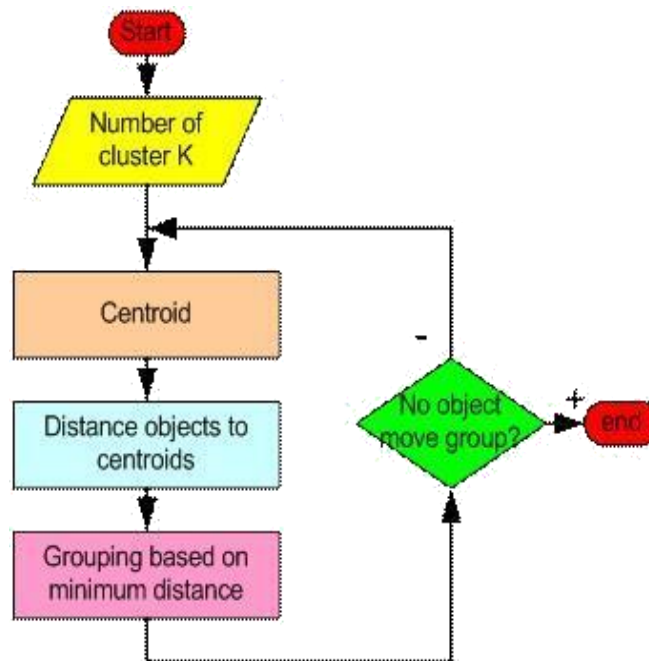 Start
Number of
cluster K
Centroid
Distance objects to
centroids
Grouping based on
minimum distance
-
No object
move group?
+
end